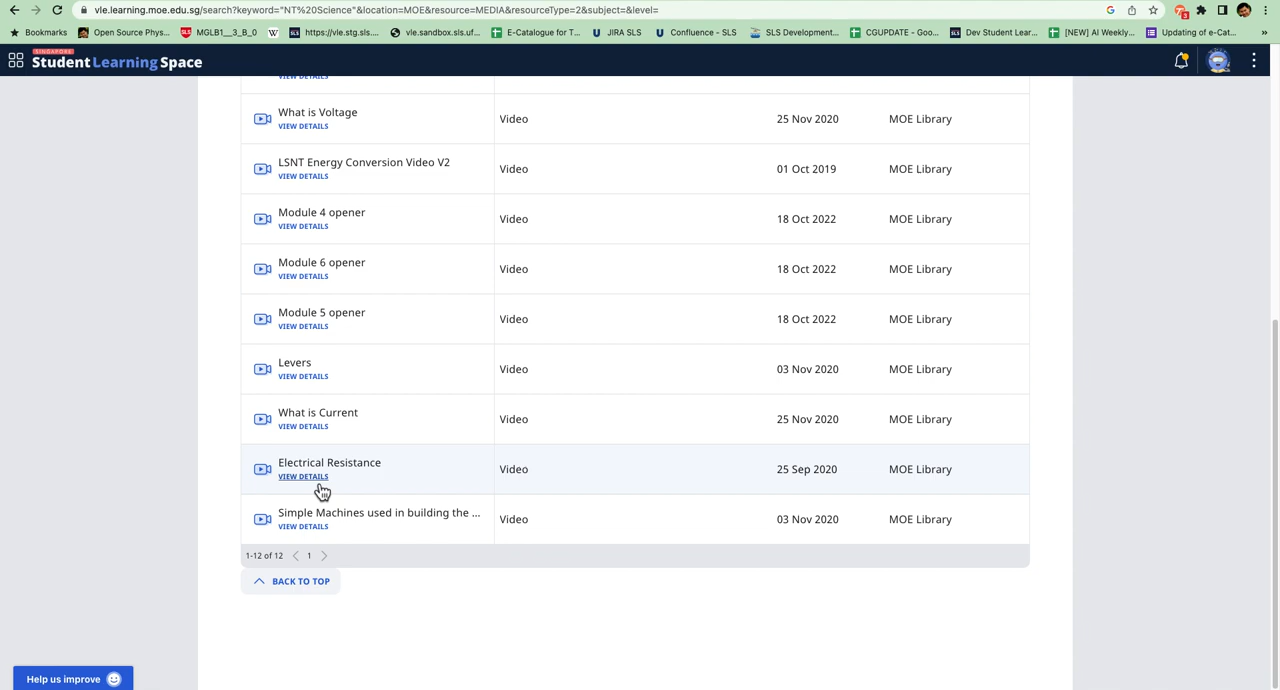 vle.learning.moe.edu.sg/search?keyword="NT%20Science"&location=MOE&resource=MEDIA&resourceType=2&subject=&level=
Bookmarks Open Source Phys... MGLB1__3_B_0 https://vle.stg.sls.... vle.sandbox.sls.uf... E-Catalogue for T... JIRA SLS Confluence - SLS SLS Development... CGUPDATE - Goo... Dev Student Lear... [NEW] AI Weekly... Updating of e-Cat... »
SINGAPORE
Student Learning Space
VIEW DETAILS
What is Voltage Video 25 Nov 2020 MOE Library
VIEW DETAILS
LSNT Energy Conversion Video V2 Video 01 Oct 2019 MOE Library
VIEW DETAILS
Module 4 opener Video 18 Oct 2022 MOE Library
VIEW DETAILS
Module 6 opener Video 18 Oct 2022 MOE Library
VIEW DETAILS
Module 5 opener Video 18 Oct 2022 MOE Library
VIEW DETAILS
Levers Video 03 Nov 2020 MOE Library
VIEW DETAILS
What is Current Video 25 Nov 2020 MOE Library
VIEW DETAILS
Electrical Resistance Video 25 Sep 2020 MOE Library
VIEW DETAILS
Simple Machines used in building the ... Video 03 Nov 2020 MOE Library
VIEW DETAILS
1-12 of 12 1
BACK TO TOP
Help us improve